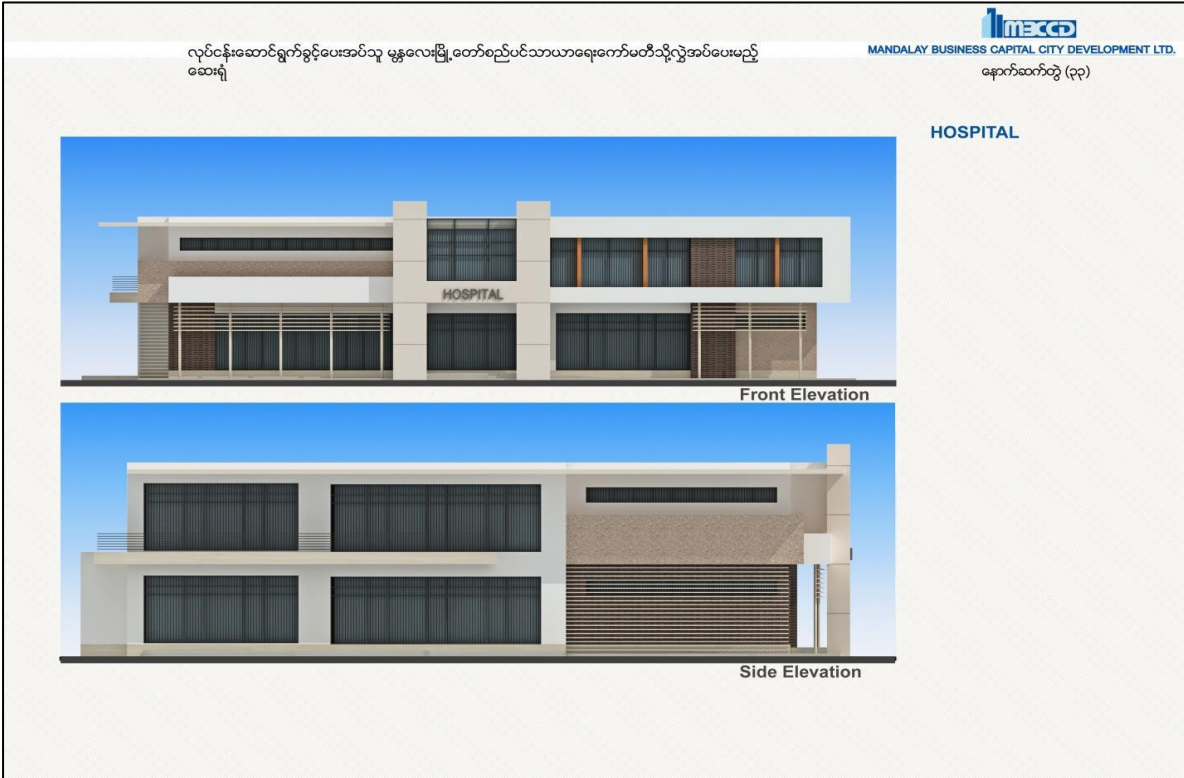 MBCCD
MANDALAY BUSINESS CAPITAL CITY DEVELOPMENT LTD.
လုပ်ငန်းဆောင်ရွက်ခွင့်ပေးအပ်သူ မန္တလေးမြို့တော်စည်ပင်သာယာရေးကော်မတီသို့လွှဲအပ်ပေးမည့်
ဆေးရုံ
နောက်ဆက်တွဲ (၃၃)
HOSPITAL
HOSPITAL
Front Elevation
Side Elevation